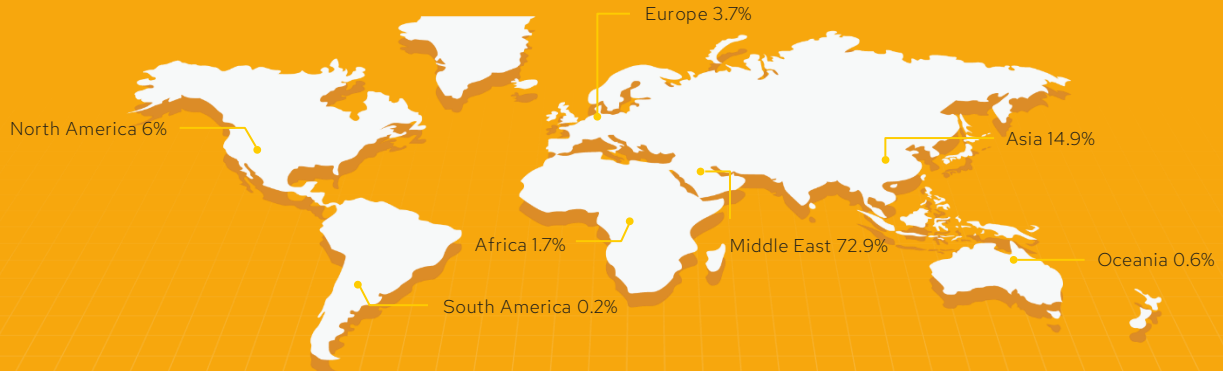 Europe 3.7%
North America 6%
Asia 14.9%
Africa 1.7%
Middle East 72.9%
Oceania 0.6%
South America 0.2%